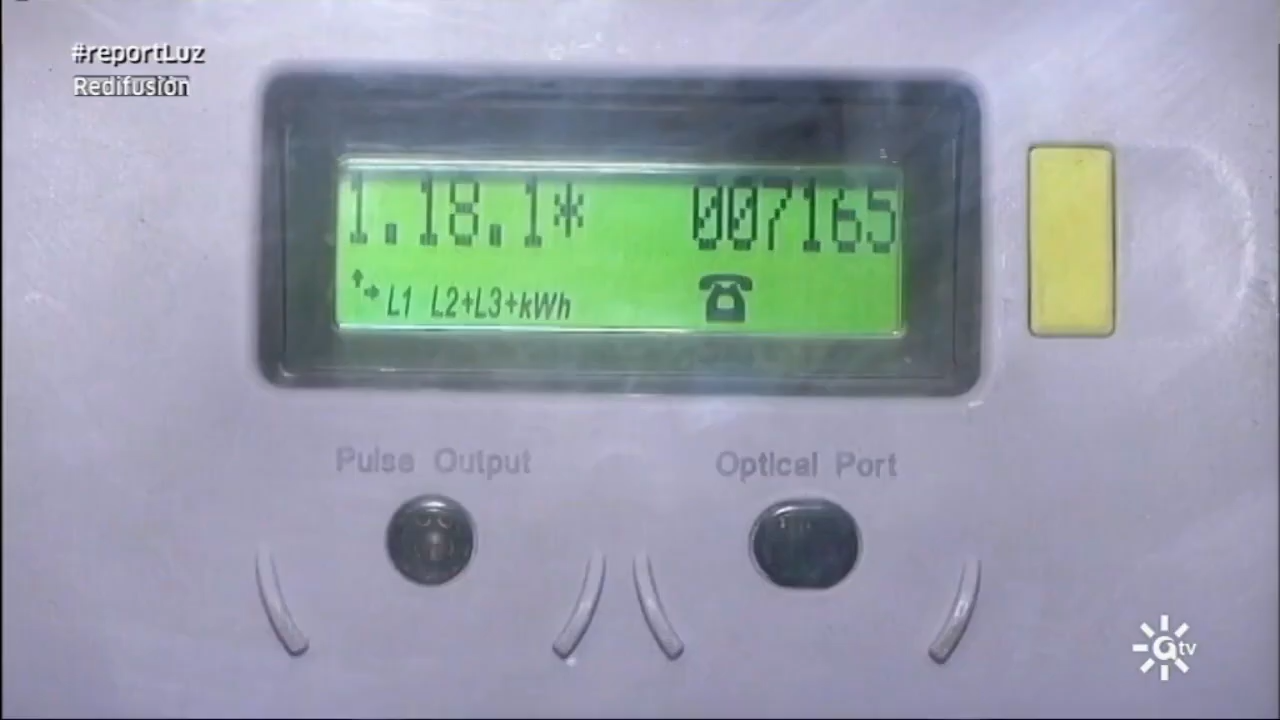 #reportLuz
Redifusión
1.18.1* 007165
L1 L2+L3+kWh
Pulse Output Optical Port
tv